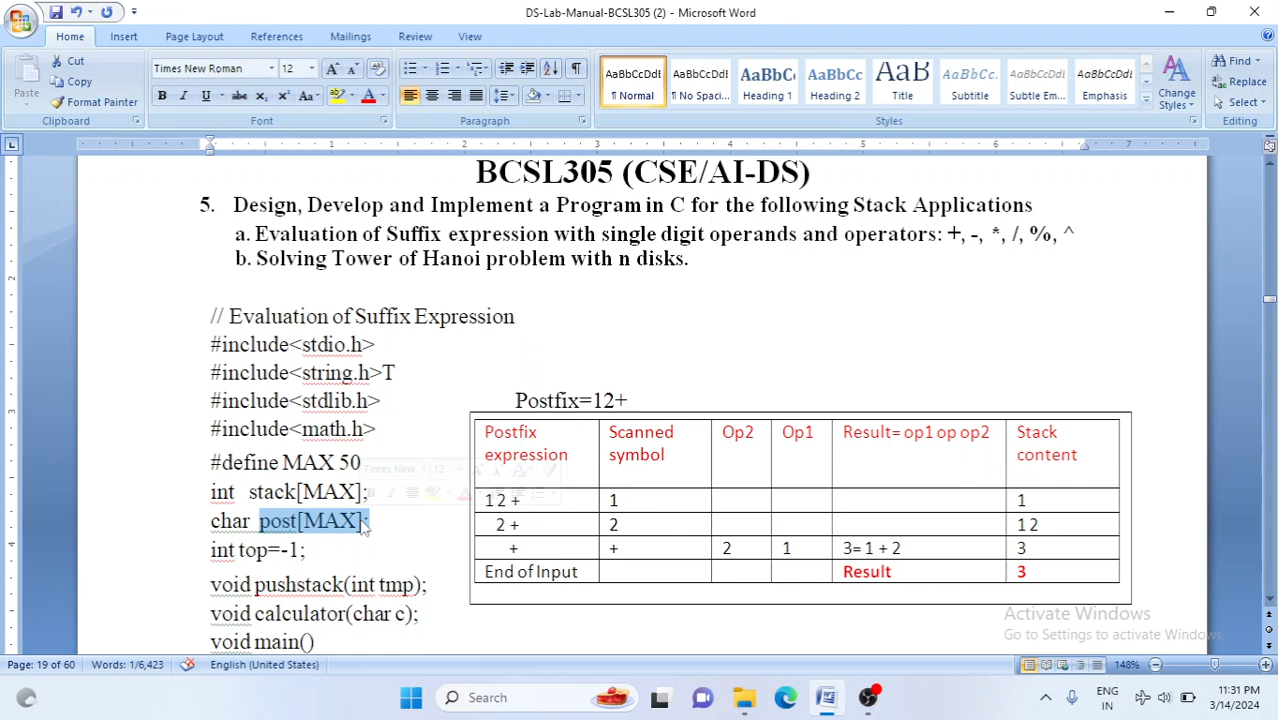 DS-Lab-Manual-BCSL305 (2) - Microsoft Word
Home Insert Page Layout References Mailings Review View
Paste
Cut
Copy
Format Painter
Clipboard
Times New Roman 12
Font
Paragraph
AaBbCcDdE AaBbCcDdE AaBbCc AaBbCc AaB AaBbCc. AaBbCcDdE AaBbCcDdE
¶ Normal ¶ No Spaci... Heading 1 Heading 2 Title Subtitle Subtle Em... Emphasis
Change Styles
Styles
Find
Replace
Select
Editing
BCSL305 (CSE/AI-DS)
5. Design, Develop and Implement a Program in C for the following Stack Applications
a. Evaluation of Suffix expression with single digit operands and operators: +, -, *, /, %, ^
b. Solving Tower of Hanoi problem with n disks.
// Evaluation of Suffix Expression
#include<stdio.h>
#include<string.h>T
#include<stdlib.h>
#include<math.h>
#define MAX 50
int stack[MAX];
char post[MAX];
int top=-1;
void pushstack(int tmp);
void calculator(char c);
void main()
Postfix=12+
Postfix expression Scanned symbol Op2 Op1 Result= op1 op op2 Stack content
1 2 + 1 1
2 + 2 1 2
+ + 2 1 3= 1 + 2 3
End of Input Result 3
Activate Windows
Go to Settings to activate Windows.
Page: 19 of 60 Words: 1/6,423 English (United States) 148%
Search
ENG
IN
11:31 PM
3/14/2024